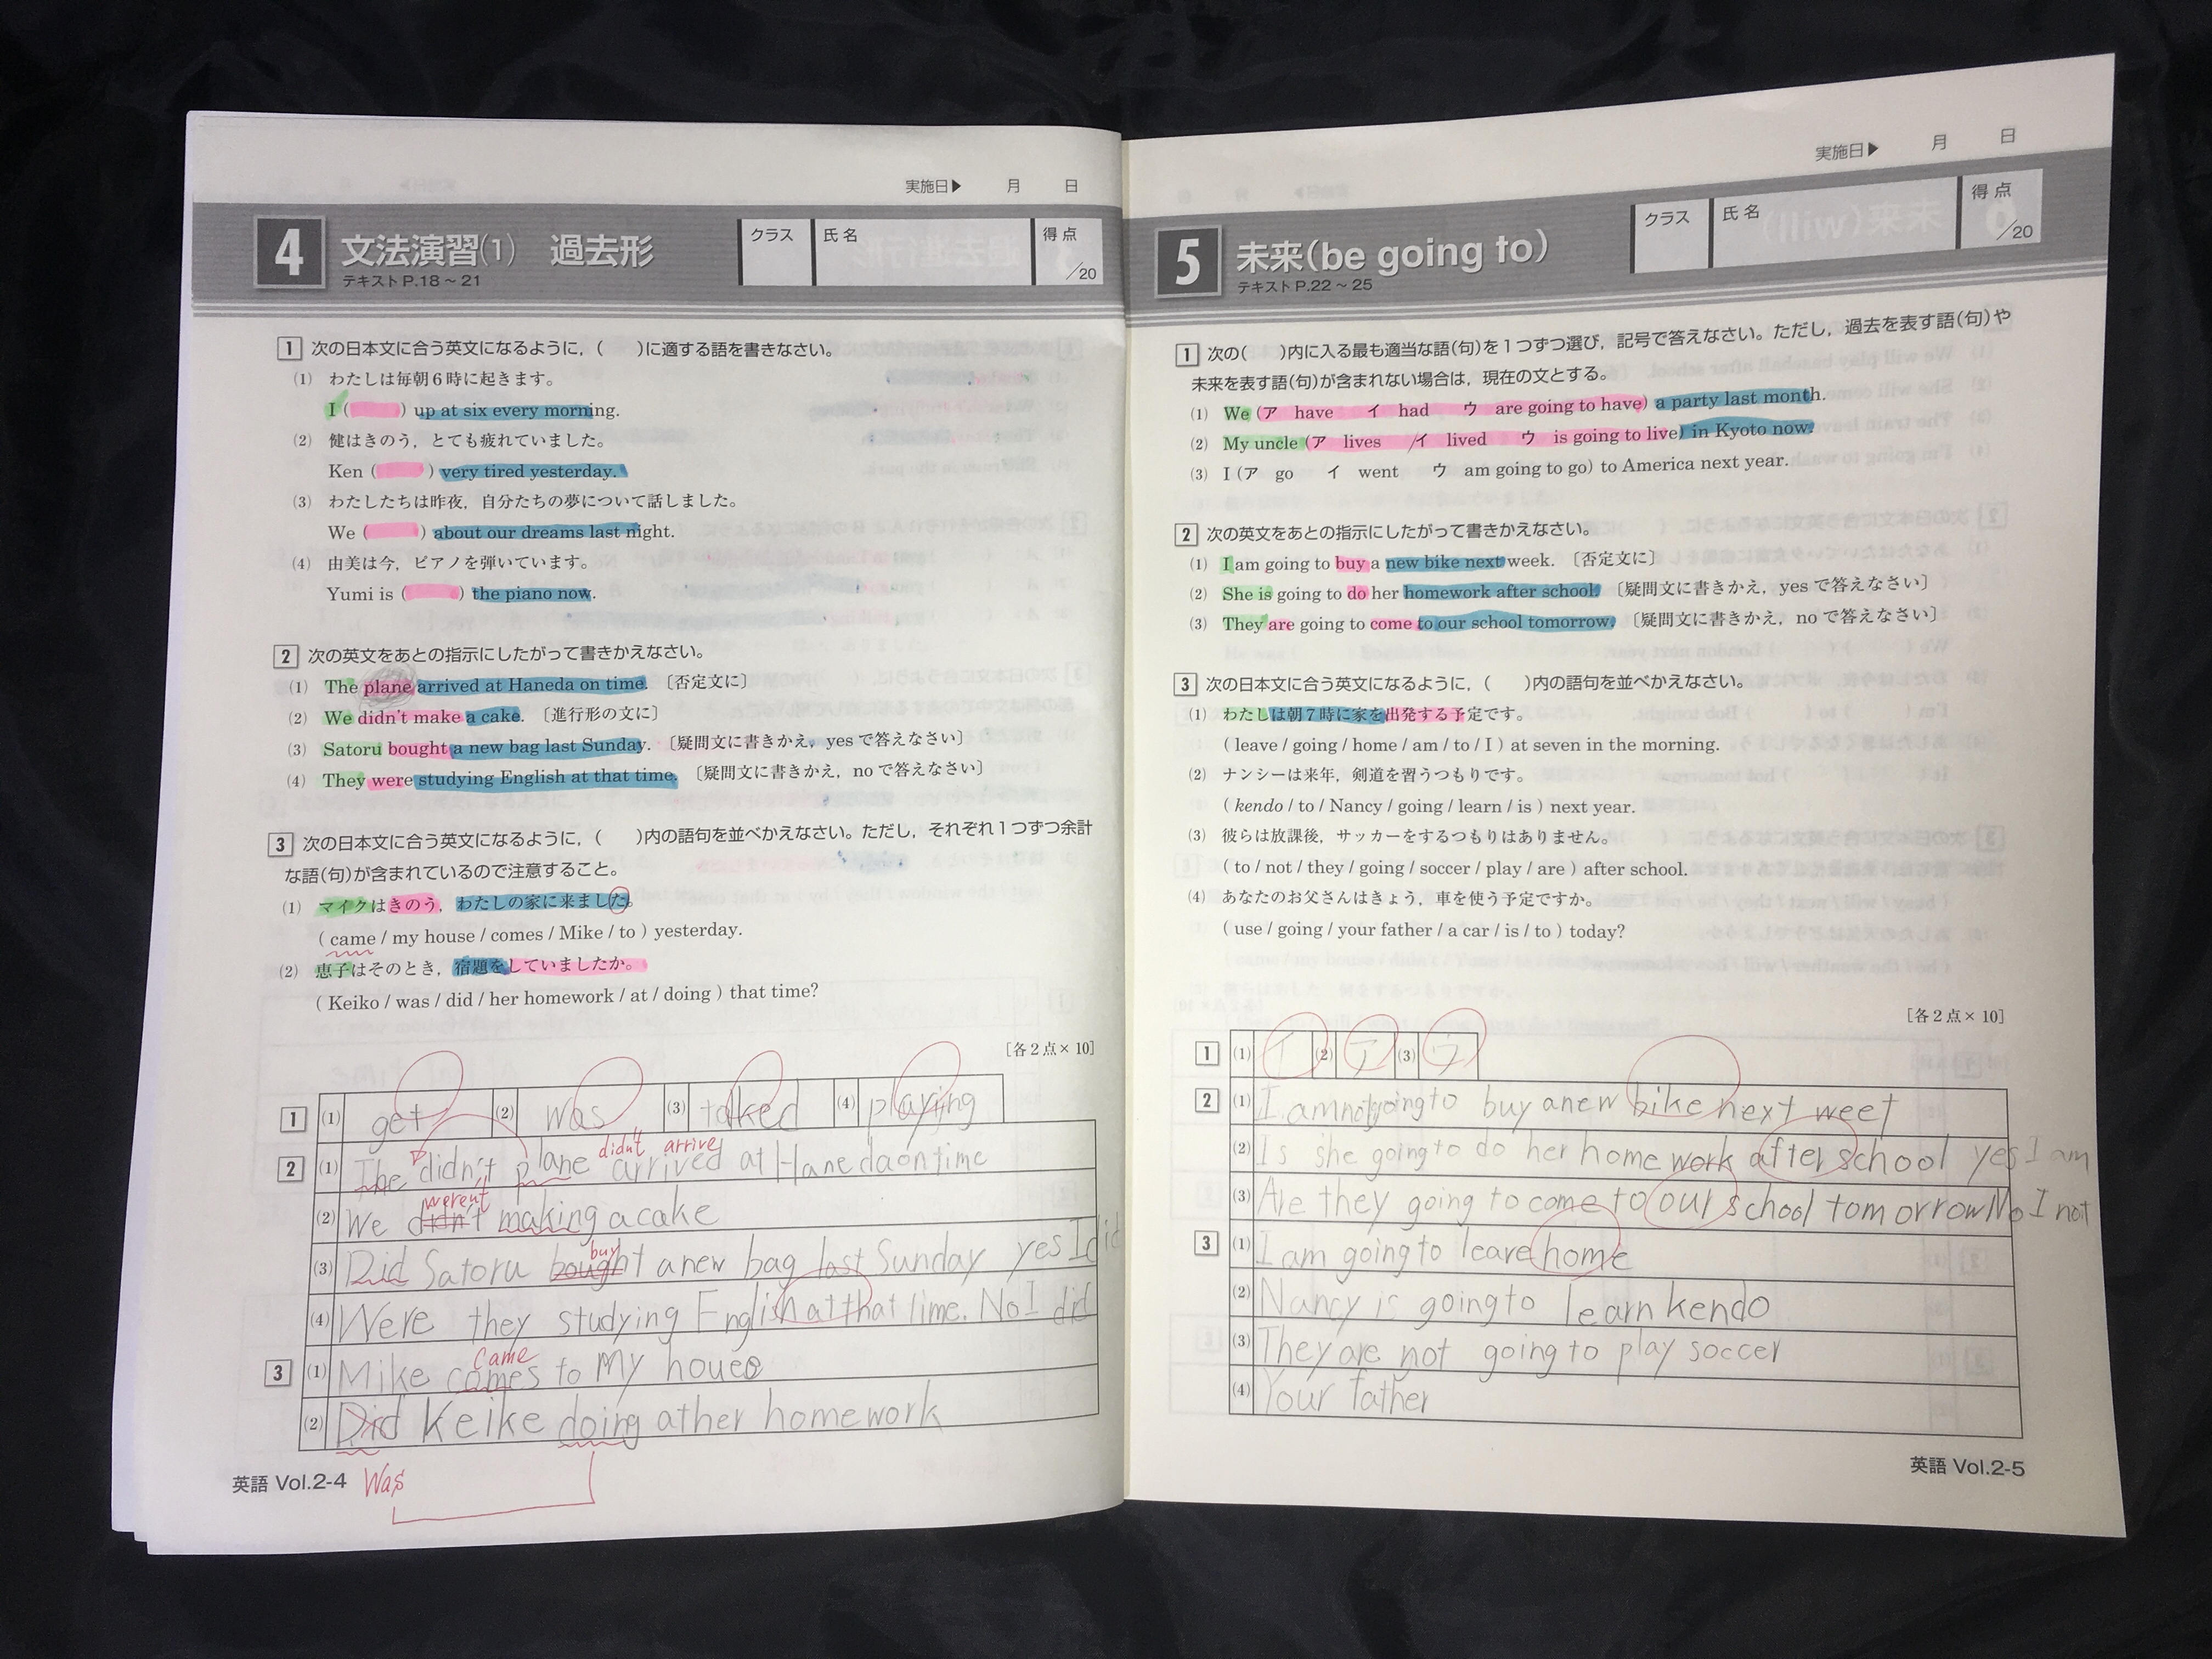 実施日▶ 月 日
4 文法演習(1) 過去形
テキストP.18～21
クラス 氏名 得点 /20
1 次の日本文に合う英文になるように，( )に適する語を書きなさい。
(1) わたしは毎朝6時に起きます。
I ( ) up at six every morning.
(2) 健はきのう，とても疲れていました。
Ken ( ) very tired yesterday.
(3) わたしたちは昨夜，自分たちの夢について話しました。
We ( ) about our dreams last night.
(4) 由美は今，ピアノを弾いています。
Yumi is ( ) the piano now.
2 次の英文をあとの指示にしたがって書きかえなさい。
(1) The plane arrived at Haneda on time. 〔否定文に〕
(2) We didn't make a cake. 〔進行形の文に〕
(3) Satoru bought a new bag last Sunday. 〔疑問文に書きかえ，yesで答えなさい〕
(4) They were studying English at that time. 〔疑問文に書きかえ，noで答えなさい〕
3 次の日本文に合う英文になるように，( )内の語句を並べかえなさい。ただし，それぞれ1つずつ余計
な語(句)が含まれているので注意すること。
(1) マイクはきのう，わたしの家に来ました。
( came / my house / comes / Mike / to ) yesterday.
(2) 恵子はそのとき，宿題をしていましたか。
( Keiko / was / did / her homework / at / doing ) that time?
[各2点×10]
1 (1) get (2) was (3) talked (4) playing
didn't arrive
2 (1) The didn't plane arrived at Haneda on time
weren't
(2) We didn't making a cake
buy
(3) Did Satoru bought a new bag last Sunday yes I did
(4) Were they studying English at that time. No I did
came
3 (1) Mike comes to my
(2) Did Keike doing at her homework
英語 Vol.2-4 Was
実施日▶ 月 日
5 未来(be going to)
テキストP.22～25
クラス 氏名 得点 /20
1 次の( )内に入る最も適当な語(句)を1つずつ選び，記号で答えなさい。ただし，過去を表す語(句)や
未来を表す語(句)が含まれない場合は，現在の文とする。
(1) We (ア have イ had ウ are going to have) a party last month.
(2) My uncle (ア lives イ lived ウ is going to live) in Kyoto now.
(3) I (ア go イ went ウ am going to go) to America next year.
2 次の英文をあとの指示にしたがって書きかえなさい。
(1) I am going to buy a new bike next week. 〔否定文に〕
(2) She is going to do her homework after school. 〔疑問文に書きかえ，yesで答えなさい〕
(3) They are going to come to our school tomorrow. 〔疑問文に書きかえ，noで答えなさい〕
3 次の日本文に合う英文になるように，( )内の語句を並べかえなさい。
(1) わたしは朝7時に家を出発する予定です。
( leave / going / home / am / to / I ) at seven in the morning.
(2) ナンシーは来年，剣道を習うつもりです。
( kendo / to / Nancy / going / learn / is ) next year.
(3) 彼らは放課後，サッカーをするつもりはありません。
( to / not / they / going / soccer / play / are ) after school.
(4) あなたのお父さんはきょう，車を使う予定ですか。
( use / going / your father / a car / is / to ) today?
[各2点×10]
1 (1) イ (2) ア (3) ウ
2 (1) I am not going to buy a new bike next weet
(2) Is she going to do her home work after school yes I am
(3) Are they going to come to our school tomorrow No I not
3 (1) I am going to leave home
(2) Nancy is going to learn kendo
(3) They are not going to play soccer
(4) Your father
英語 Vol.2-5